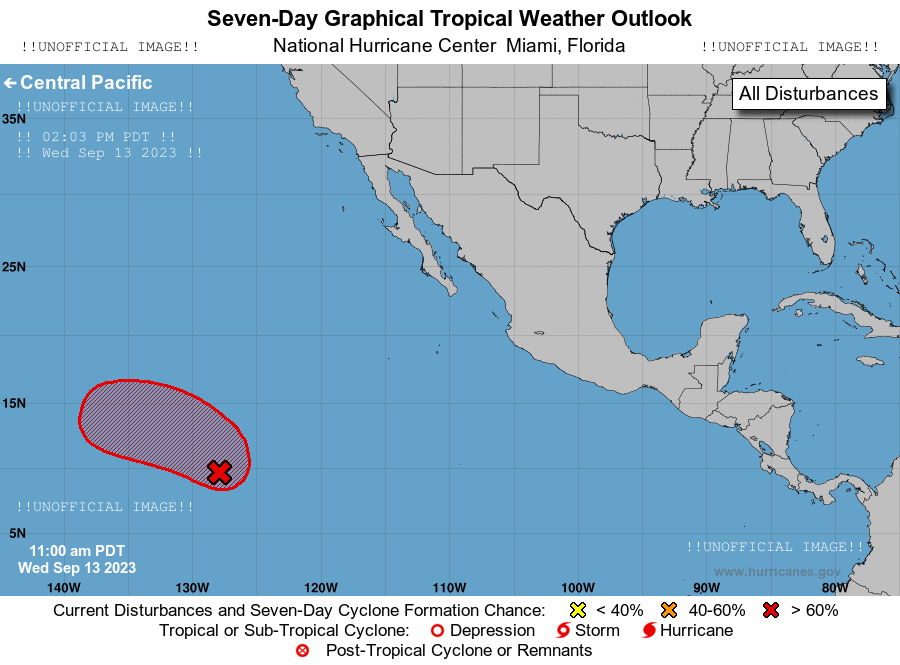 Seven-Day Graphical Tropical Weather Outlook
!!UNOFFICIAL IMAGE!! National Hurricane Center Miami, Florida !!UNOFFICIAL IMAGE!!
← Central Pacific
All Disturbances
!!UNOFFICIAL IMAGE!!
35N
!! 02:03 PM PDT !!
!! Wed Sep 13 2023 !!
25N
15N
!!UNOFFICIAL IMAGE!!
5N
11:00 am PDT
Wed Sep 13 2023
!!UNOFFICIAL IMAGE!!
www.hurricanes.gov
140W 130W 120W 110W 100W 90W 80W
Current Disturbances and Seven-Day Cyclone Formation Chance: < 40% 40-60% > 60%
Tropical or Sub-Tropical Cyclone: Depression Storm Hurricane
Post-Tropical Cyclone or Remnants